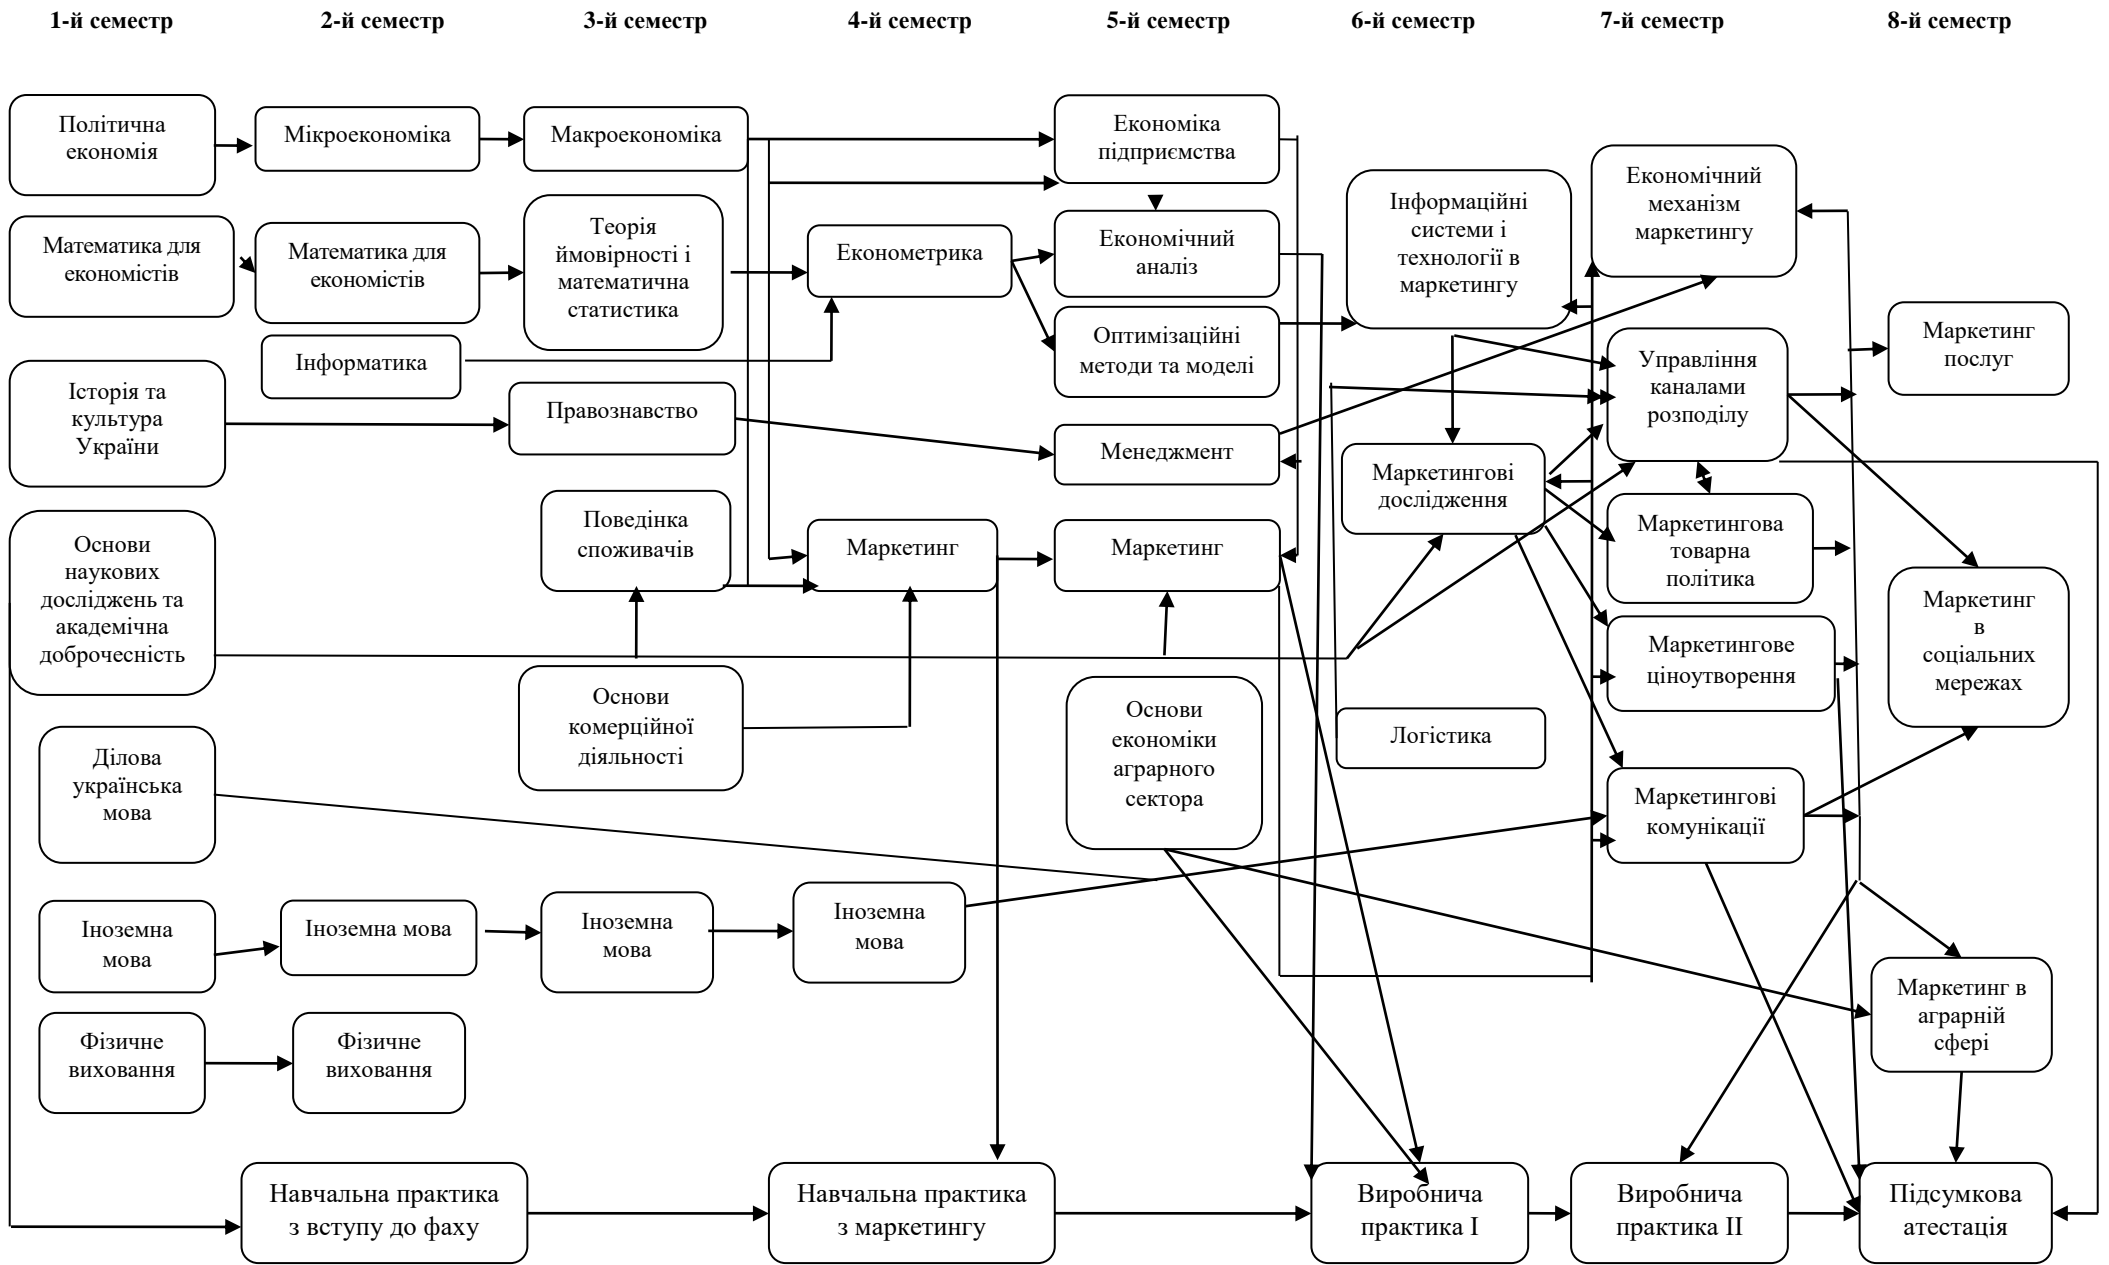 1-й семестр
2-й семестр
3-й семестр
4-й семестр
5-й семестр
6-й семестр
7-й семестр
8-й семестр
Політична
економія
Математика для
економістів
Історія та
культура
України
Основи
наукових
досліджень та
академічна
доброчесність
Ділова
українська
мова
Іноземна
мова
Фізичне
виховання
Мікроекономіка
Математика для
економістів
Інформатика
Іноземна мова
Фізичне
виховання
Навчальна практика
з вступу до фаху
Макроекономіка
Теорія
ймовірності і
математична
статистика
Правознавство
Поведінка
споживачів
Основи
комерційної
діяльності
Іноземна
мова
Економетрика
Маркетинг
Іноземна
мова
Навчальна практика
з маркетингу
Економіка
підприємства
Економічний
аналіз
Оптимізаційні
методи та моделі
Менеджмент
Маркетинг
Основи
економіки
аграрного
сектора
Інформаційні
системи і
технології в
маркетингу
Маркетингові
дослідження
Логістика
Виробнича
практика І
Економічний
механізм
маркетингу
Управління
каналами
розподілу
Маркетингова
товарна
політика
Маркетингове
ціноутворення
Маркетингові
комунікації
Виробнича
практика ІІ
Маркетинг
послуг
Маркетинг
в
соціальних
мережах
Маркетинг в
аграрній
сфері
Підсумкова
атестація